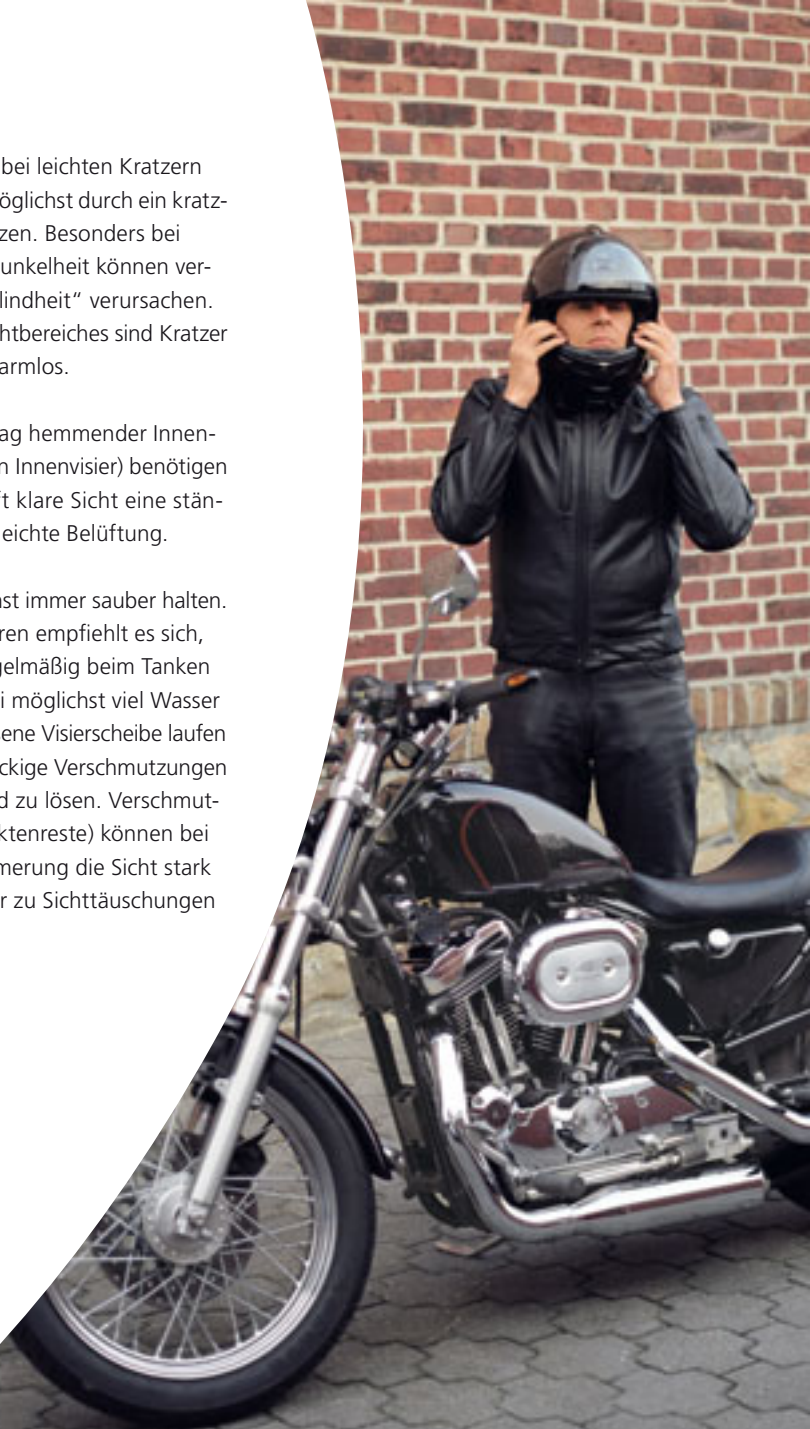 bei leichten Kratzern
öglichst durch ein kratz-
zen. Besonders bei
unkelheit können ver-
lindheit“ verursachen.
htbereiches sind Kratzer
armlos.
ag hemmender Innen-
n Innenvisier) benötigen
ft klare Sicht eine stän-
eichte Belüftung.
nst immer sauber halten.
ren empfiehlt es sich,
gelmäßig beim Tanken
i möglichst viel Wasser
sene Visierscheibe laufen
ckige Verschmutzungen
d zu lösen. Verschmut-
ktenreste) können bei
merung die Sicht stark
r zu Sichttäuschungen